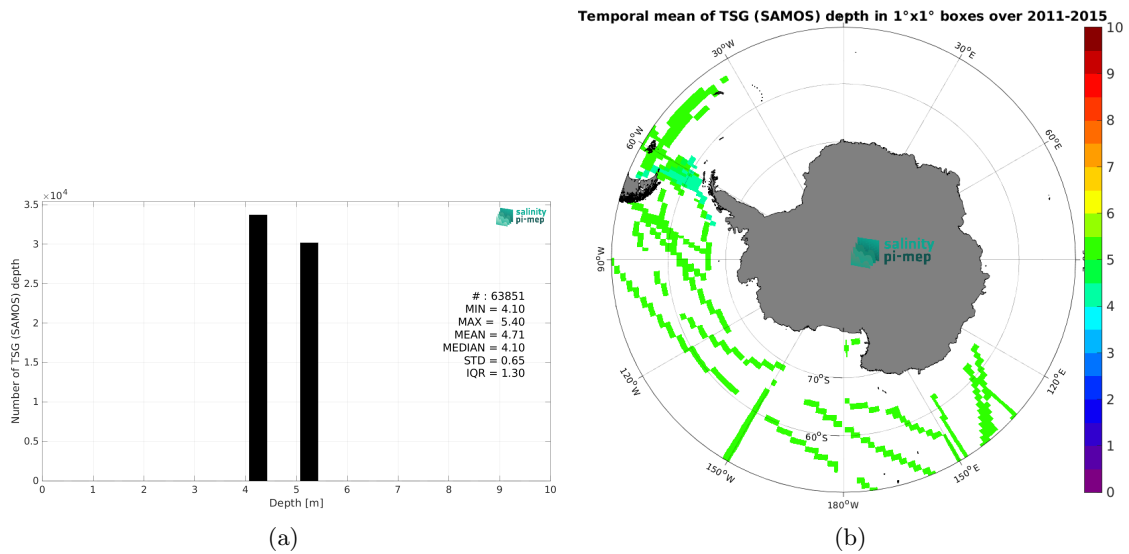 Temporal mean of TSG (SAMOS) depth in 1°x1° boxes over 2011-2015
×10⁴
3.5
3
2.5
2
1.5
1
0.5
0
Number of TSG (SAMOS) depth
0 1 2 3 4 5 6 7 8 9 10
Depth [m]
salinity
pi-mep
# : 63851
MIN = 4.10
MAX = 5.40
MEAN = 4.71
MEDIAN = 4.10
STD = 0.65
IQR = 1.30
(a)
30°W
30°E
60°W
60°E
90°W
120°W
120°E
150°W
150°E
180°W
70°S
60°S
salinity
pi-mep
10
9
8
7
6
5
4
3
2
1
0
(b)